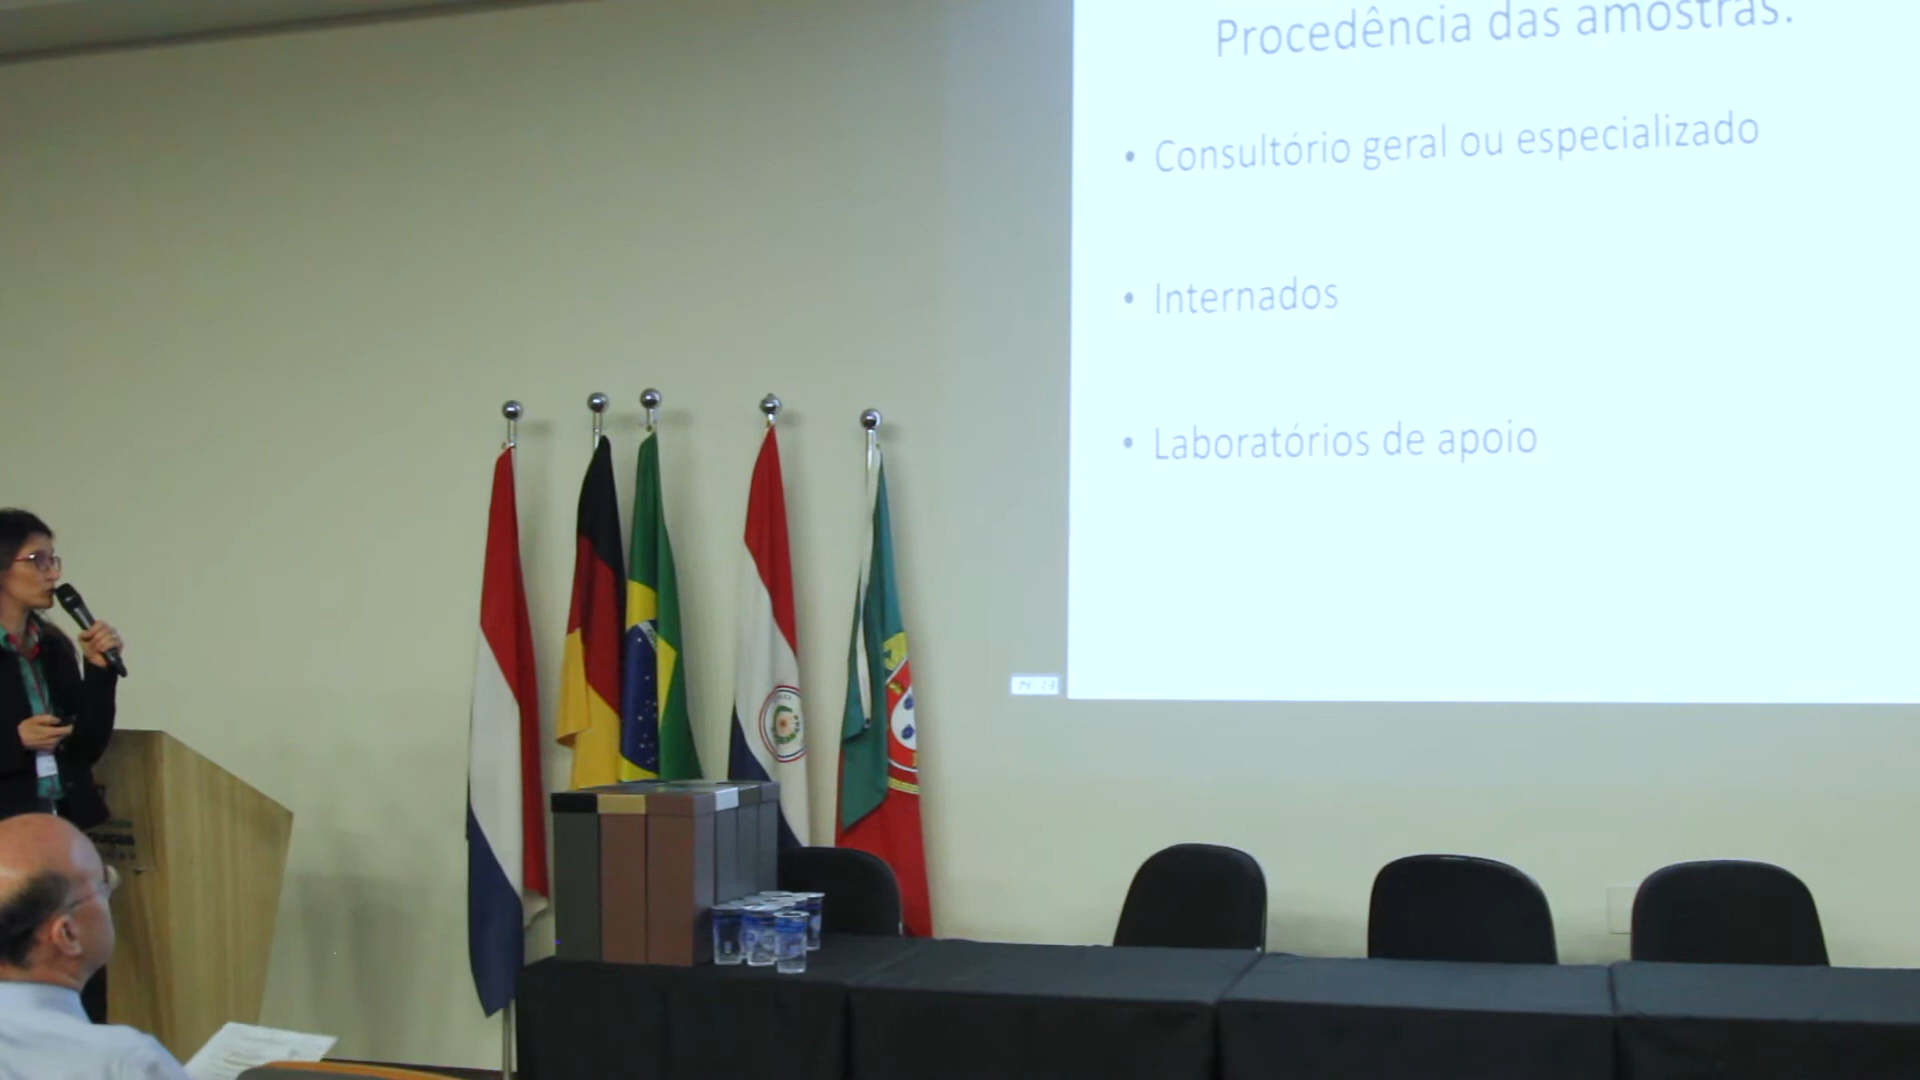 Procedência das amostras.
• Consultório geral ou especializado
• Internados
• Laboratórios de apoio